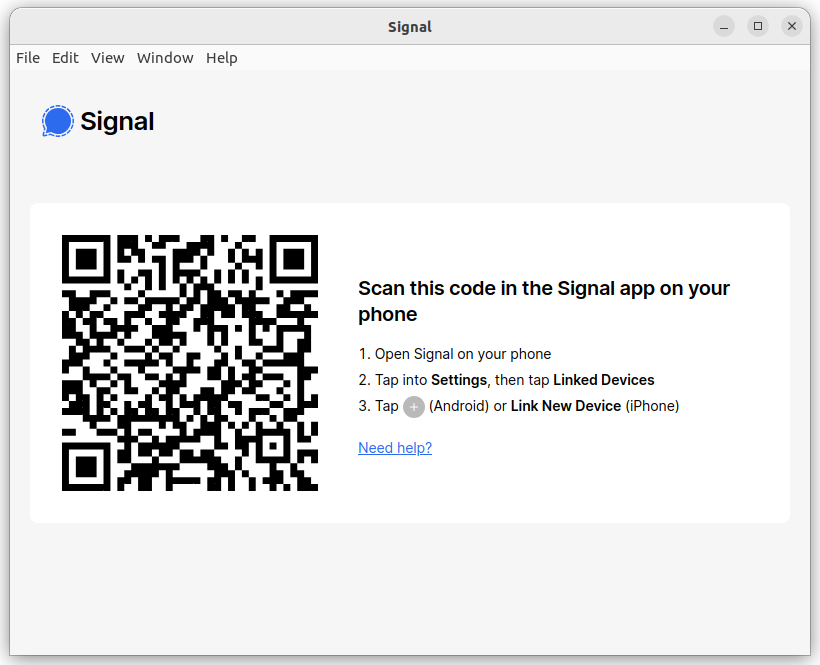 Signal
File Edit View Window Help
Signal
Scan this code in the Signal app on your
phone
1. Open Signal on your phone
2. Tap into Settings, then tap Linked Devices
3. Tap + (Android) or Link New Device (iPhone)
Need help?